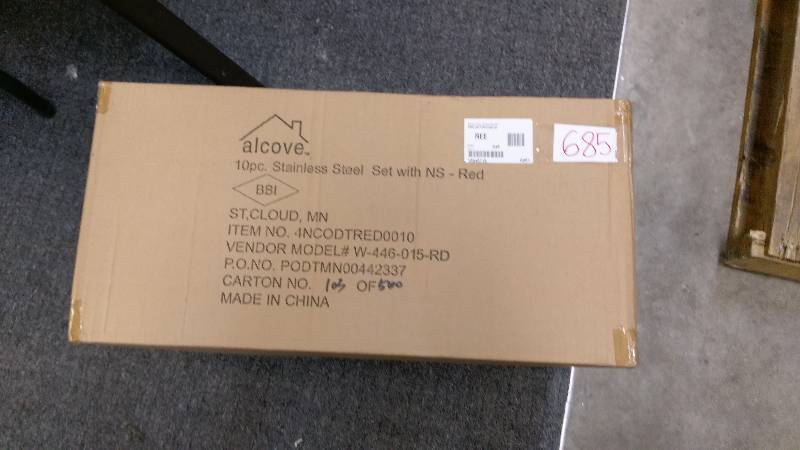 alcove
685
10pc. Stainless Steel Set with NS - Red
BBI
ST,CLOUD, MN
ITEM NO. 4NCODTRED0010
VENDOR MODEL# W-446-015-RD
P.O.NO. PODTMN00442337
CARTON NO. 103 OF 500
MADE IN CHINA